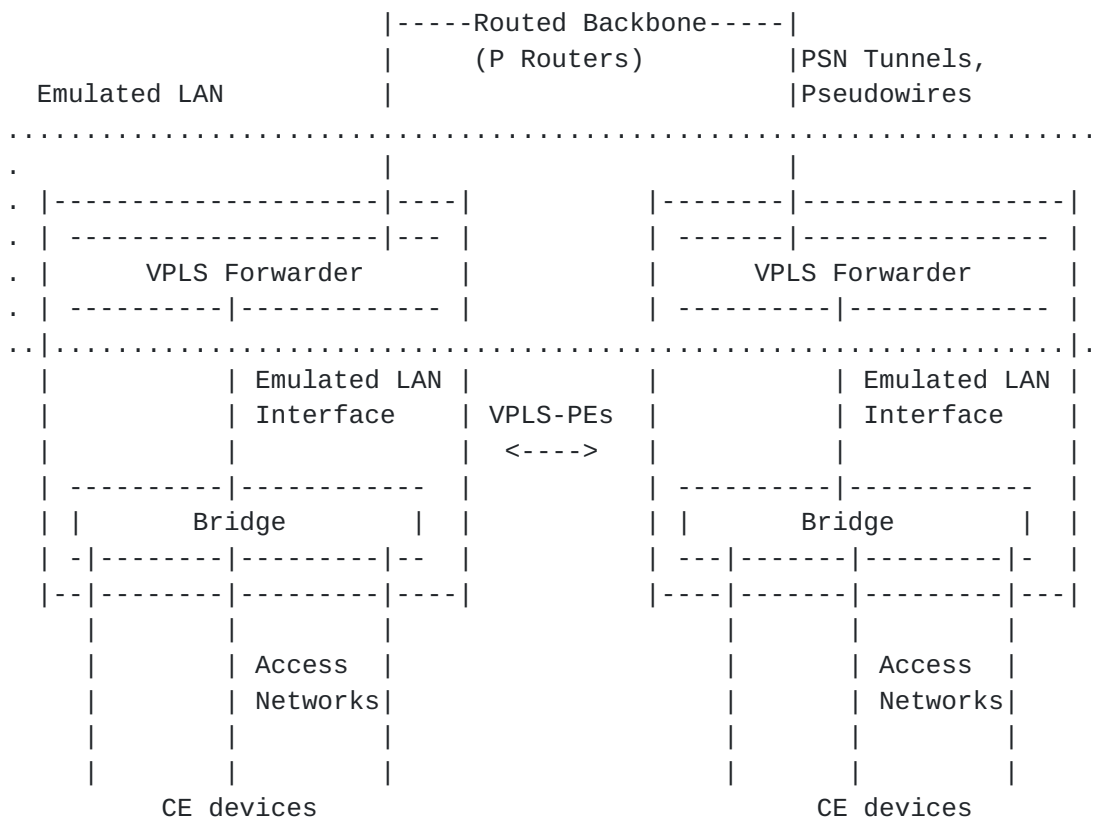 |-----Routed Backbone-----|
|     (P Routers)         |PSN Tunnels,
Emulated LAN          |                         |Pseudowires
.......................................................................
.                        |                         |
. |---------------------|----|           |--------|-----------------|
. | --------------------|--- |           | -------|---------------- |
. |      VPLS Forwarder      |           |      VPLS Forwarder      |
. | ----------|------------- |           | ----------|------------- |
..|.................................................................|.
|           | Emulated LAN |           |           | Emulated LAN |
|           | Interface    | VPLS-PEs  |           | Interface    |
|           |              |  <---->   |           |              |
| ----------|------------  |           | ----------|------------  |
| |       Bridge        |  |           | |       Bridge        |  |
| -|--------|---------|--  |           | ---|-------|---------|-  |
|--|--------|---------|----|           |----|-------|---------|---|
|        |         |                     |       |         |
|        | Access  |                     |       | Access  |
|        | Networks|                     |       | Networks|
|        |         |                     |       |         |
|        |         |                     |       |         |
CE devices                                CE devices